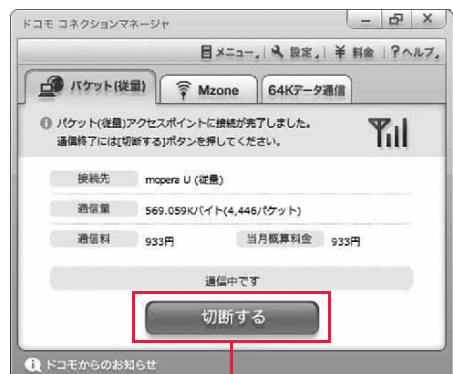 ドコモ コネクションマネージャ
メニュー 設定 ¥ 料金 ?ヘルプ
パケット(従量) Mzone 64Kデータ通信
パケット(従量)アクセスポイントに接続が完了しました。
通信終了には[切断する]ボタンを押してください。
接続先 mopera U (従量)
通信量 569.059Kバイト(4,446パケット)
通信料 933円 当月概算料金 933円
通信中です
切断する
ドコモからのお知らせ